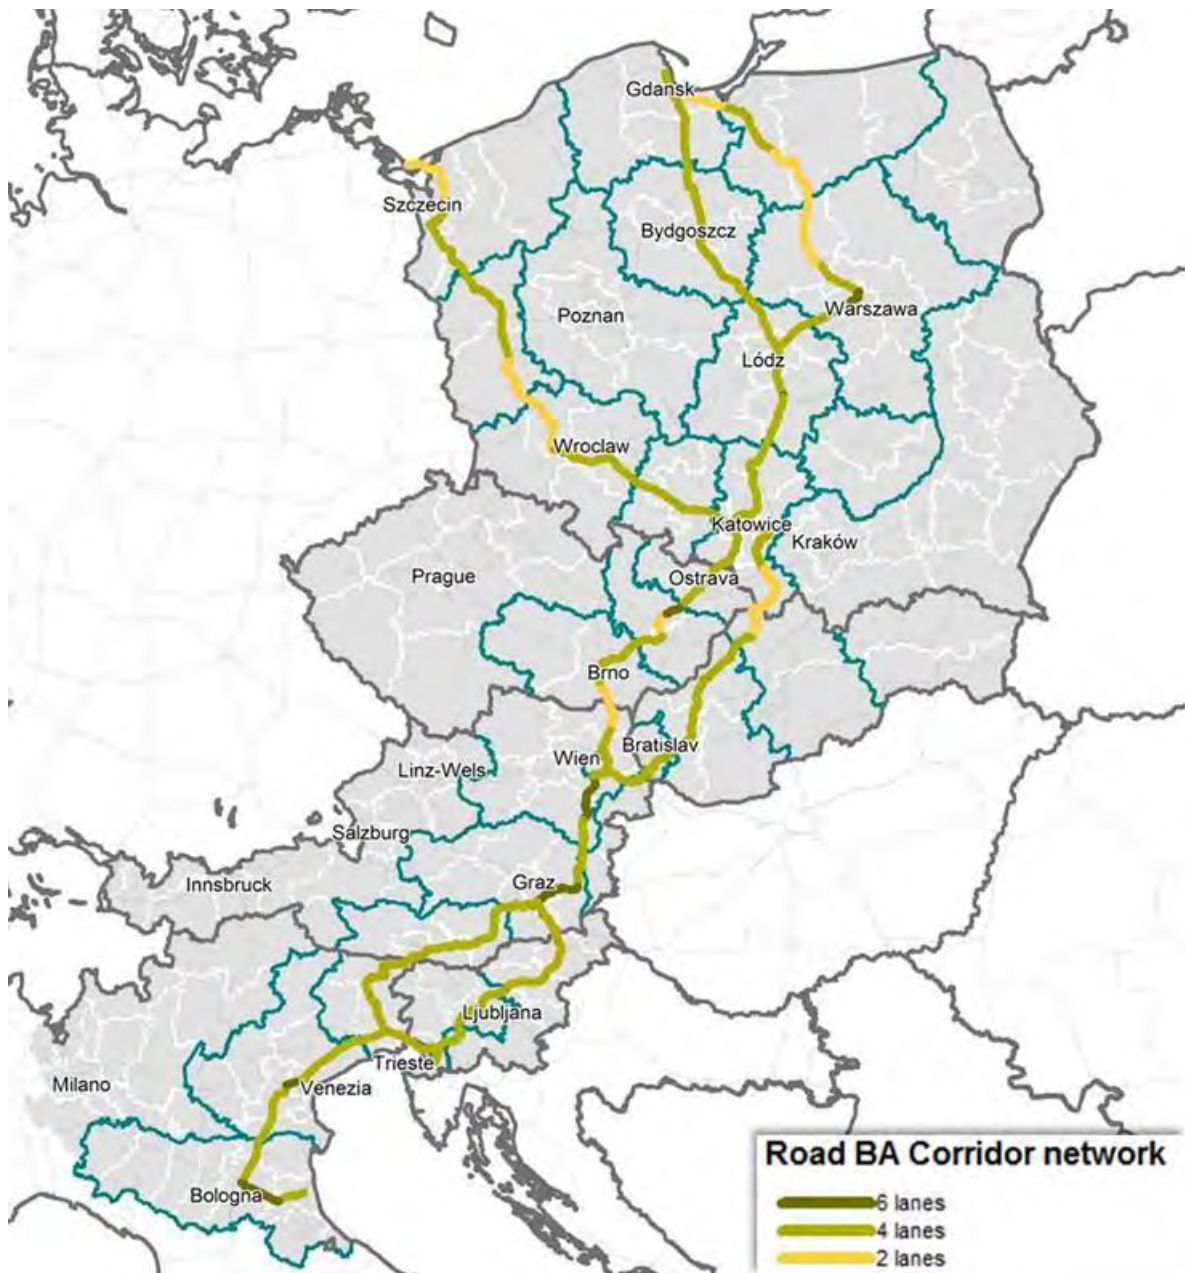 Gdansk
Szczecin
Bydgoszcz
Poznan
Warszawa
Lódz
Wroclaw
Katowice
Kraków
Prague
Ostrava
Brno
Bratislav
Wien
Linz-Wels
Salzburg
Innsbruck
Graz
Ljubljana
Trieste
Milano
Venezia
Bologna
Road BA Corridor network
6 lanes
4 lanes
2 lanes